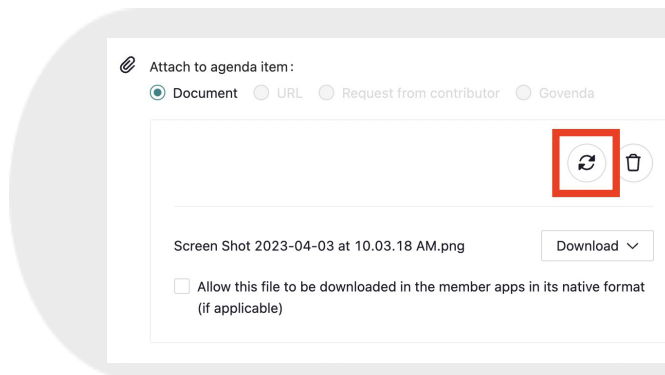 Attach to agenda item:
Document URL Request from contributor Govenda
Screen Shot 2023-04-03 at 10.03.18 AM.png Download
Allow this file to be downloaded in the member apps in its native format
(if applicable)